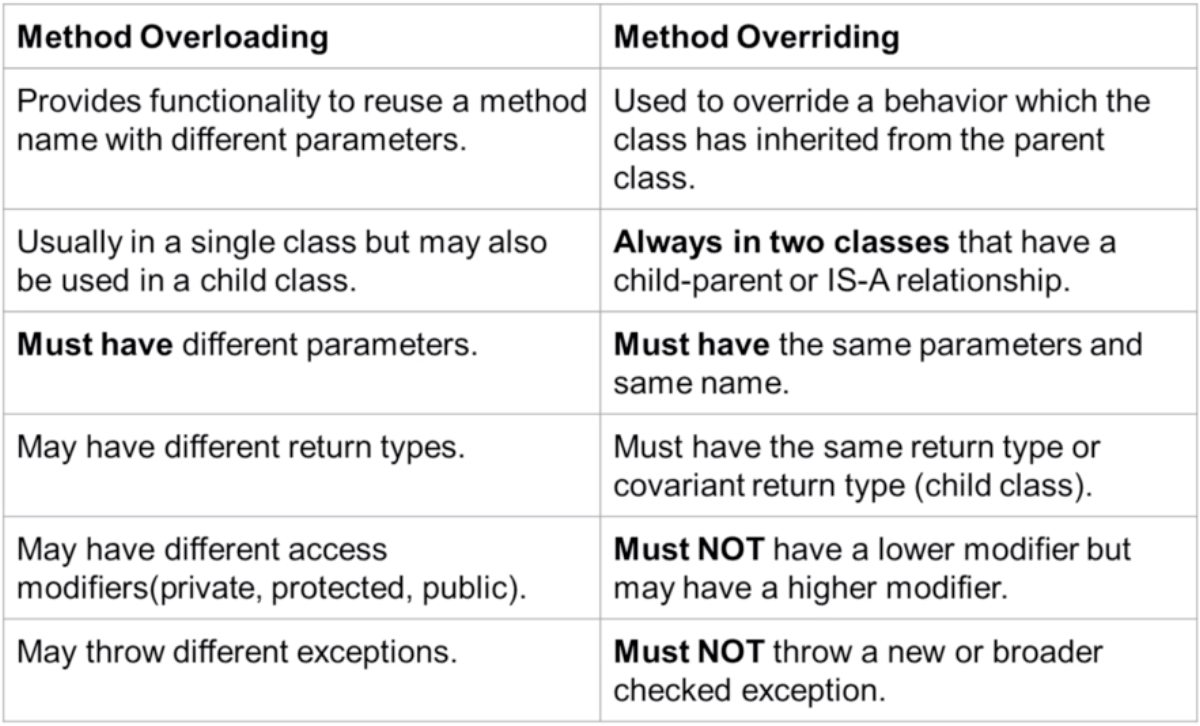 Method Overloading
Method Overriding
Provides functionality to reuse a method
name with different parameters.
Used to override a behavior which the
class has inherited from the parent
class.
Usually in a single class but may also
be used in a child class.
Always in two classes that have a
child-parent or IS-A relationship.
Must have different parameters.
Must have the same parameters and
same name.
May have different return types.
Must have the same return type or
covariant return type (child class).
May have different access
modifiers(private, protected, public).
Must NOT have a lower modifier but
may have a higher modifier.
May throw different exceptions.
Must NOT throw a new or broader
checked exception.